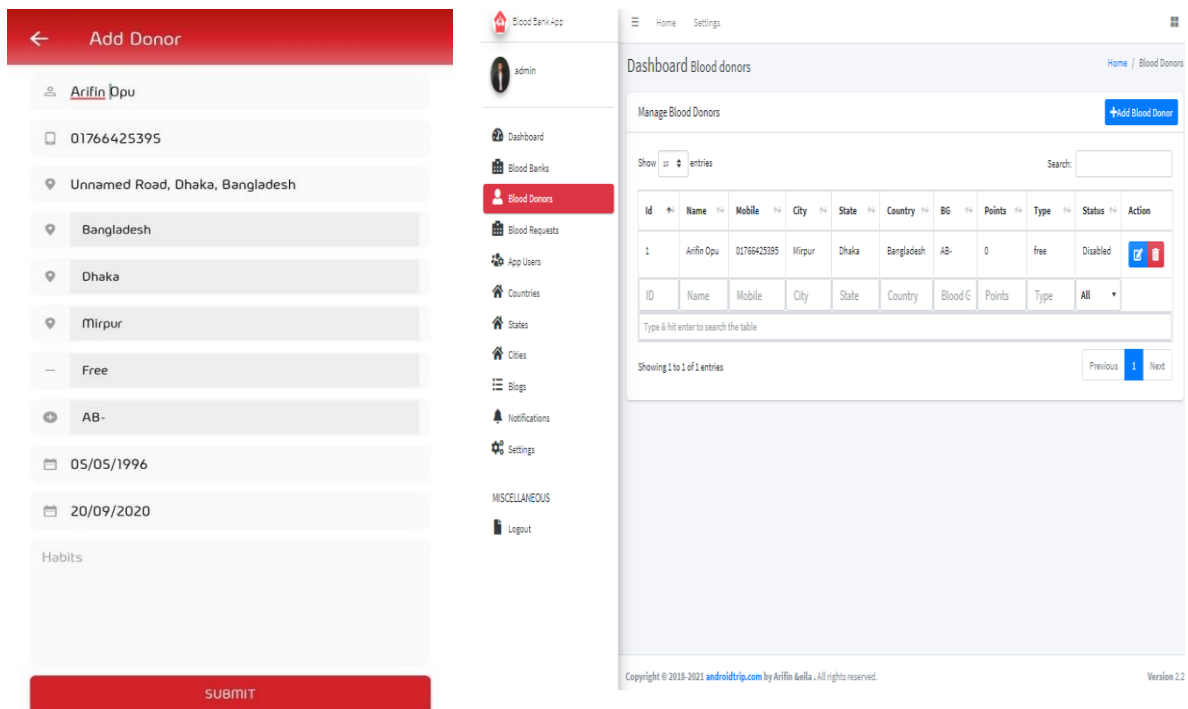 Add Donor
Arifin Opu
01766425395
Unnamed Road, Dhaka, Bangladesh
Bangladesh
Dhaka
Mirpur
Free
AB-
05/05/1996
20/09/2020
Habits
SUBMIT
Blood Bank App
admin
Dashboard
Blood Banks
Blood Donors
Blood Requests
App Users
Countries
States
Cities
Blogs
Notifications
Settings
MISCELLANEOUS
Logout
Home Settings
Dashboard Blood donors Home / Blood Donors
Manage Blood Donors +Add Blood Donor
Show 10 entries Search:
Id Name Mobile City State Country BG Points Type Status Action
1 Arifin Opu 01766425395 Mirpur Dhaka Bangladesh AB- 0 free Disabled
ID Name Mobile City State Country Blood G Points Type All
Type & hit enter to search the table
Showing 1 to 1 of 1 entries Previous 1 Next
Copyright © 2018-2021 androidtrip.com by Arifin &eila . All rights reserved. Version 2.2